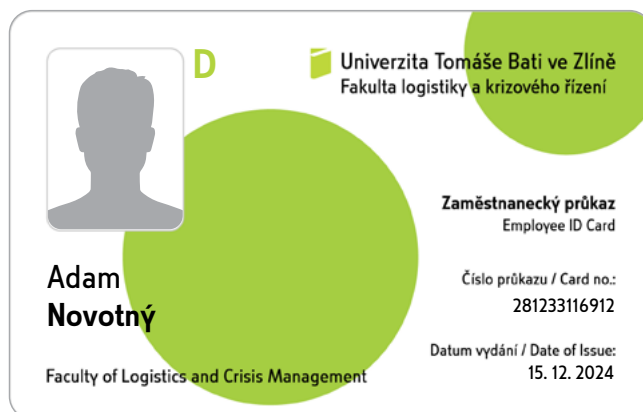 D
Univerzita Tomáše Bati ve Zlíně
Fakulta logistiky a krizového řízení
Zaměstnanecký průkaz
Employee ID Card
Adam
Novotný
Číslo průkazu / Card no.:
281233116912
Datum vydání / Date of Issue:
15. 12. 2024
Faculty of Logistics and Crisis Management